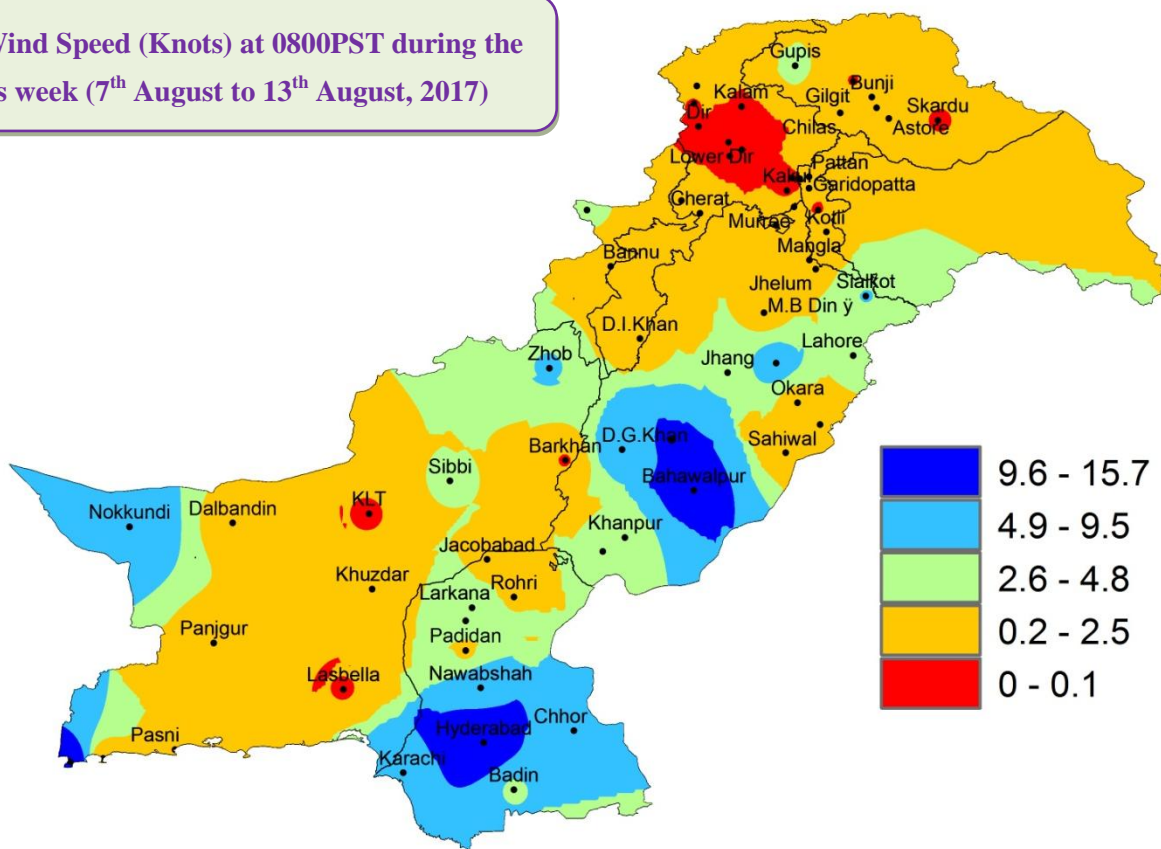 Wind Speed (Knots) at 0800PST during the
s week (7th August to 13th August, 2017)
Gupis
Bunji
Kalam
Gilgit
Skardu
Dir
Chilas
Astore
Lower Dir
Pattan
Garidopatta
Cherat
Murree
Kotli
Bannu
Mangla
Jhelum
Sialkot
M.B Din ÿ
D.I.Khan
Zhob
Jhang
Lahore
Okara
Barkhan
D.G.Khan
Sahiwal
Sibbi
Bahawalpur
Nokkundi
Dalbandin
KLT
Khanpur
Jacobabad
Khuzdar
Larkana
Rohri
Panjgur
Padidan
Lasbella
Nawabshah
Pasni
Hyderabad
Chhor
Karachi
Badin
9.6 - 15.7
4.9 - 9.5
2.6 - 4.8
0.2 - 2.5
0 - 0.1